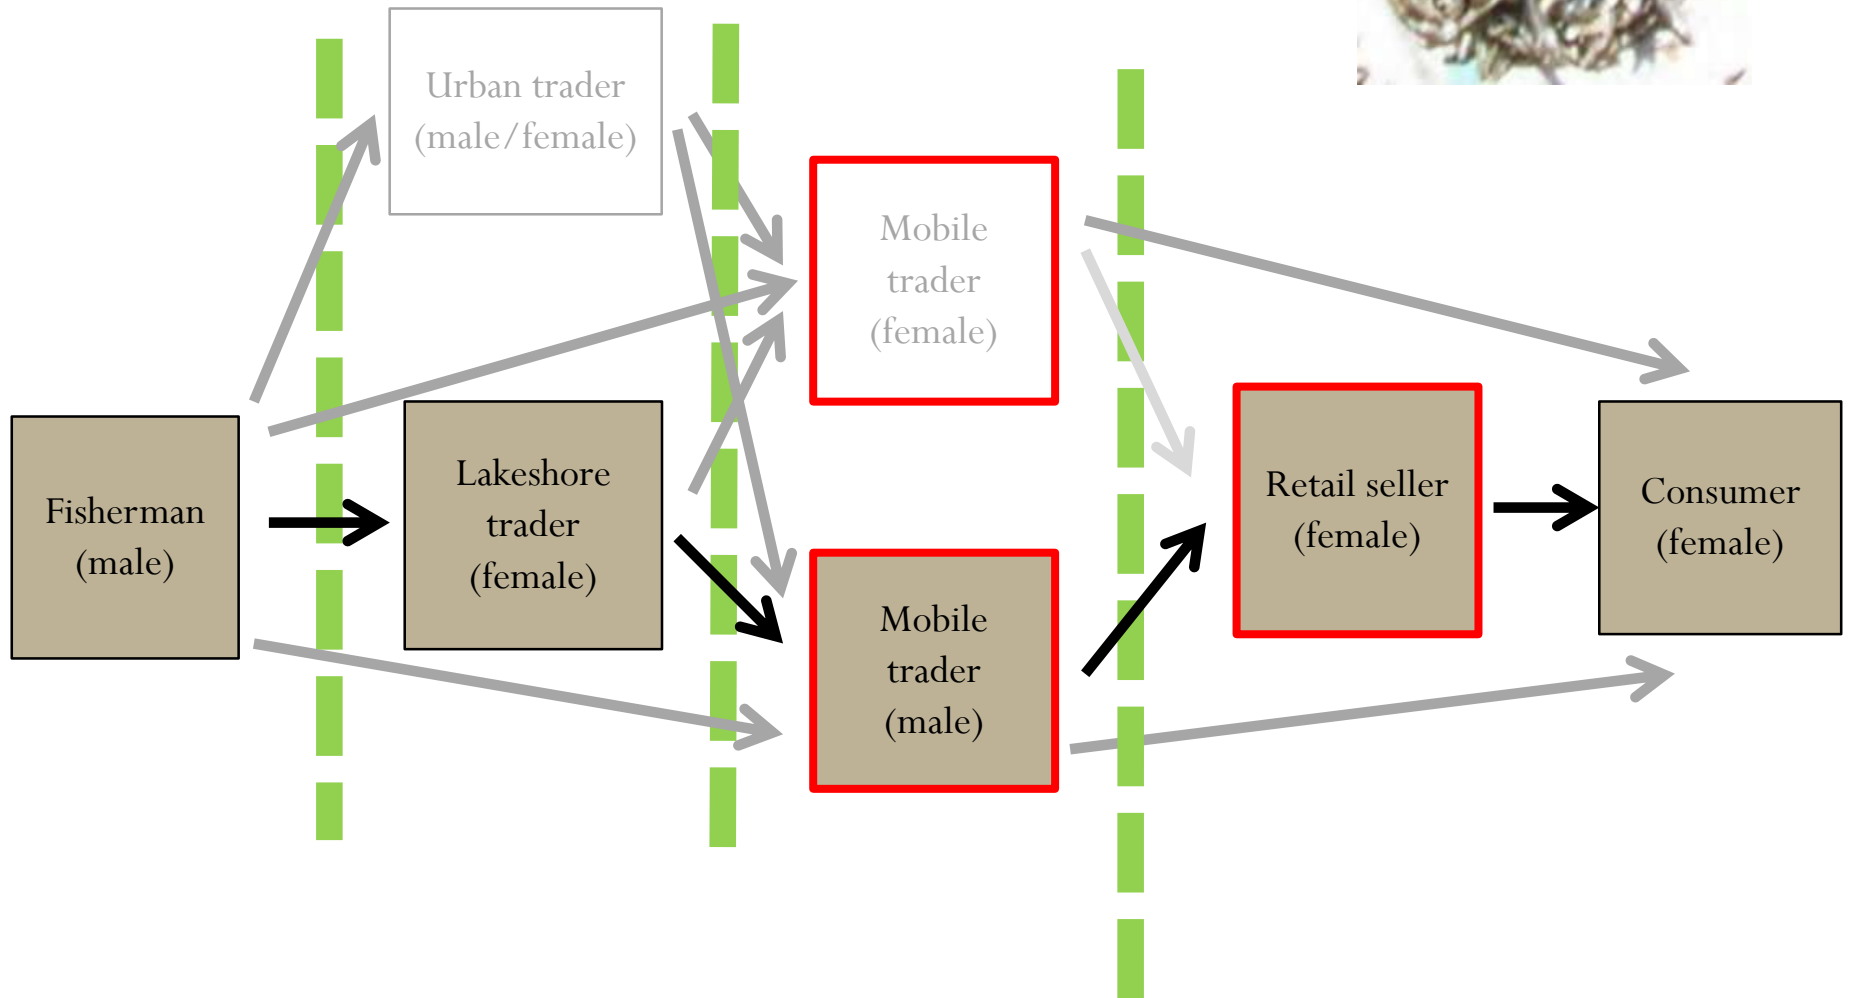 Urban trader
(male/female)
Mobile
trader
(female)
Fisherman
(male)
Lakeshore
trader
(female)
Mobile
trader
(male)
Retail seller
(female)
Consumer
(female)